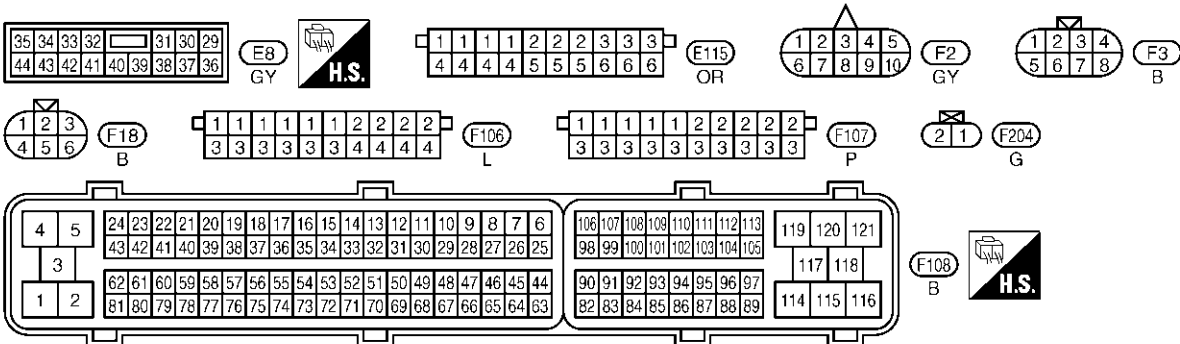 35 34 33 32 31 30 29
44 43 42 41 40 39 38 37 36
E8
GY
H.S.
1 1 1 1 2 2 2 3 3 3
4 4 4 4 5 5 5 6 6 6
E115
OR
1 2 3 4 5
6 7 8 9 10
F2
GY
1 2 3 4
5 6 7 8
F3
B
1 2 3
4 5 6
F18
B
1 1 1 1 1 1 2 2 2 2
3 3 3 3 3 3 4 4 4 4
F106
L
1 1 1 1 1 2 2 2 2 2
3 3 3 3 3 3 3 3 3 3
F107
P
2 1
F204
G
4 5
3
1 2
24 23 22 21 20 19 18 17 16 15 14 13 12 11 10 9 8 7 6
43 42 41 40 39 38 37 36 35 34 33 32 31 30 29 28 27 26 25
62 61 60 59 58 57 56 55 54 53 52 51 50 49 48 47 46 45 44
81 80 79 78 77 76 75 74 73 72 71 70 69 68 67 66 65 64 63
106 107 108 109 110 111 112 113
98 99 100 101 102 103 104 105
90 91 92 93 94 95 96 97
82 83 84 85 86 87 88 89
119 120 121
117 118
114 115 116
F108
B
H.S.